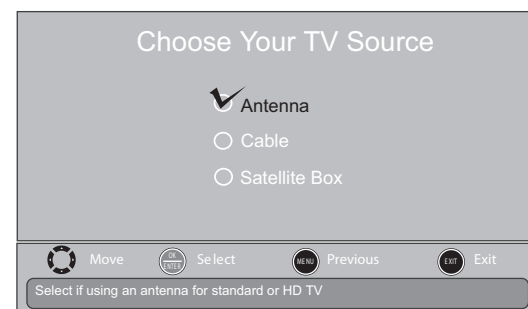 Choose Your TV Source
Antenna
Cable
Satellite Box
Move OK ENTER Select MENU Previous EXIT Exit
Select if using an antenna for standard or HD TV